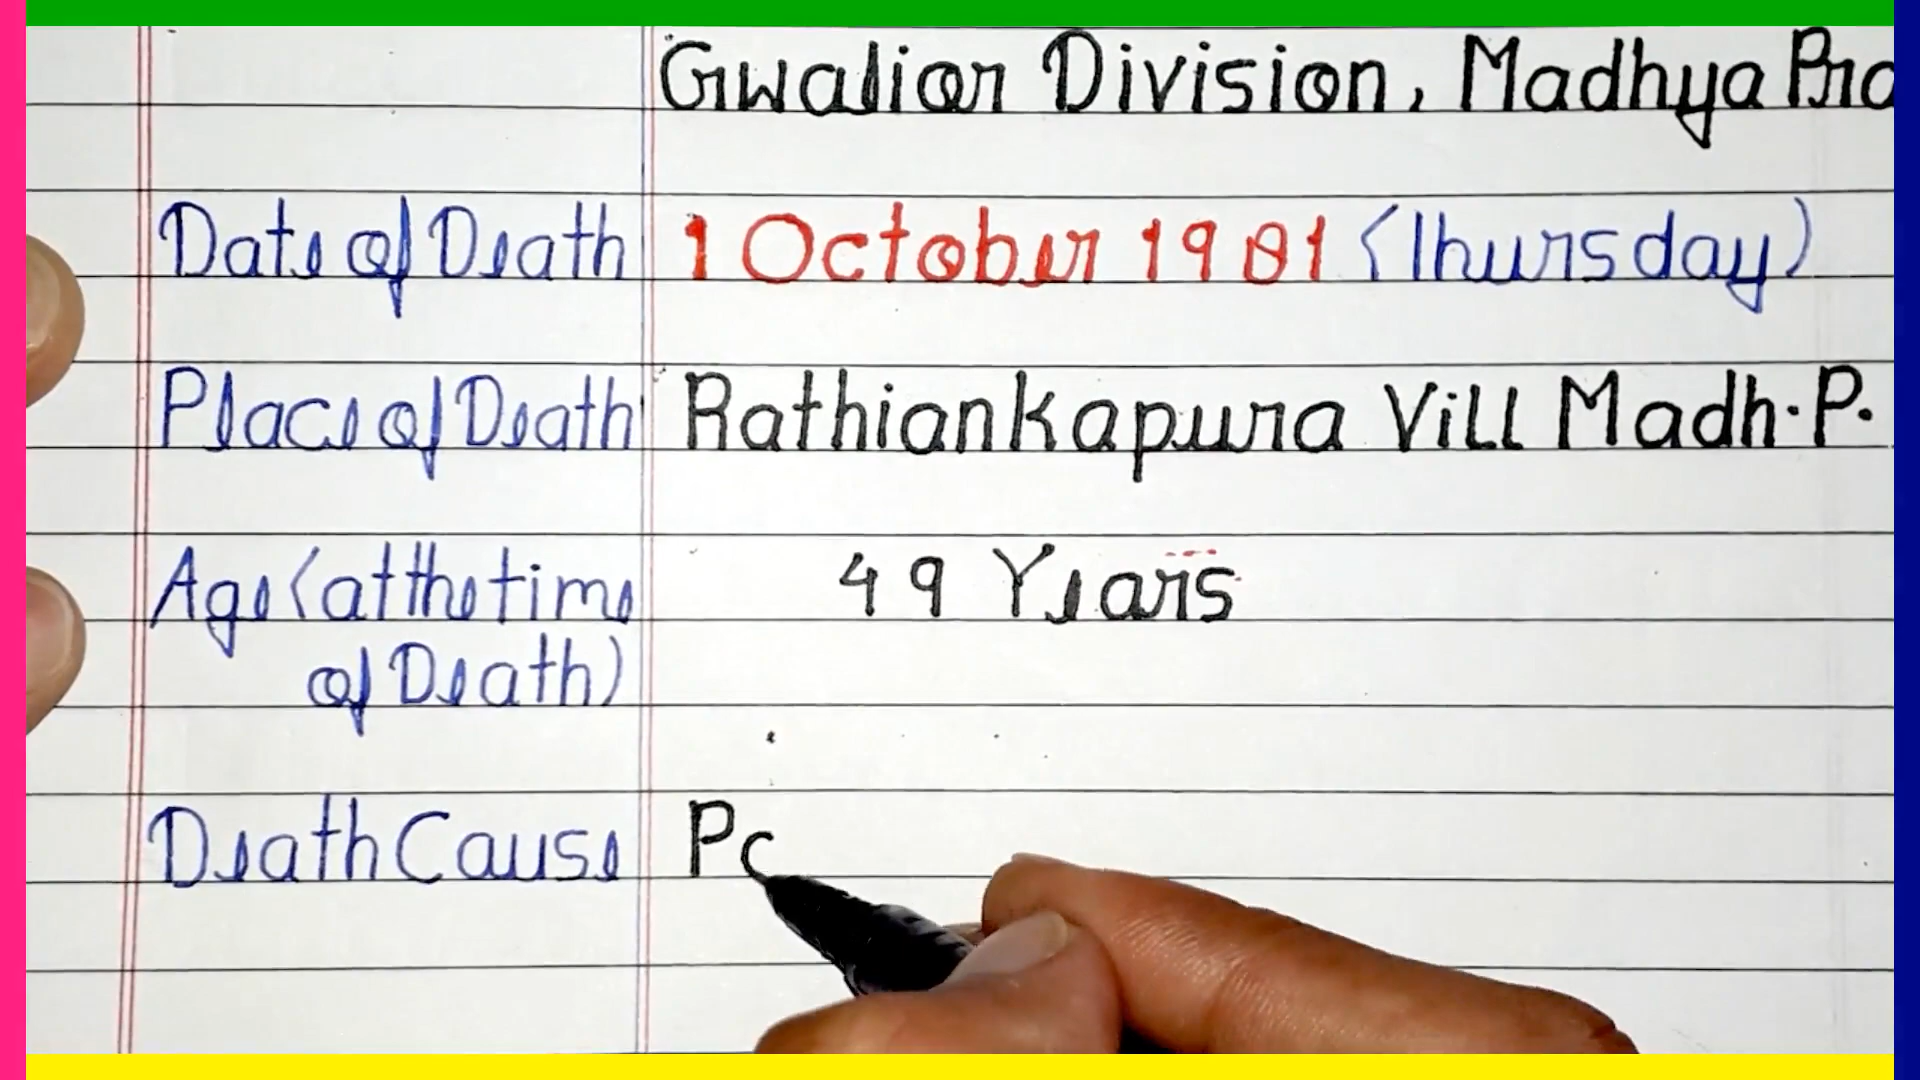 Gwalior Division, Madhya Pra
Date of Death 1 October 1981 (Thursday)
Place of Death Rathiankapura Vill Madh.P.
Age (at the time 49 Years
of Death)
Death Cause Pc